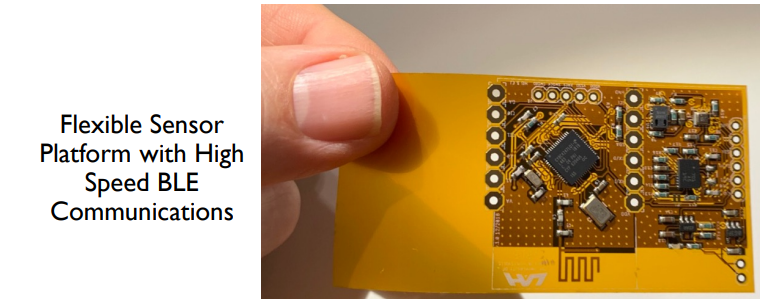 Flexible Sensor
Platform with High
Speed BLE
Communications